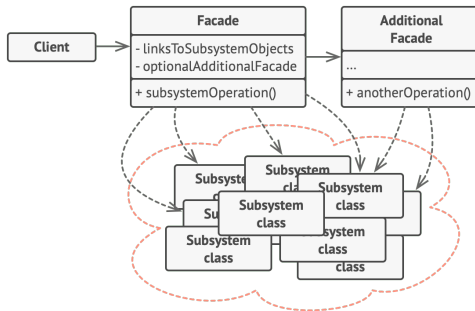 Client
Facade
- linksToSubsystemObjects
- optionalAdditionalFacade
+ subsystemOperation()
Additional
Facade
...
+ anotherOperation()
Subsystem
class
Subsystem
class
Subsystem
class
Subsystem
class
Subsystem
class
class